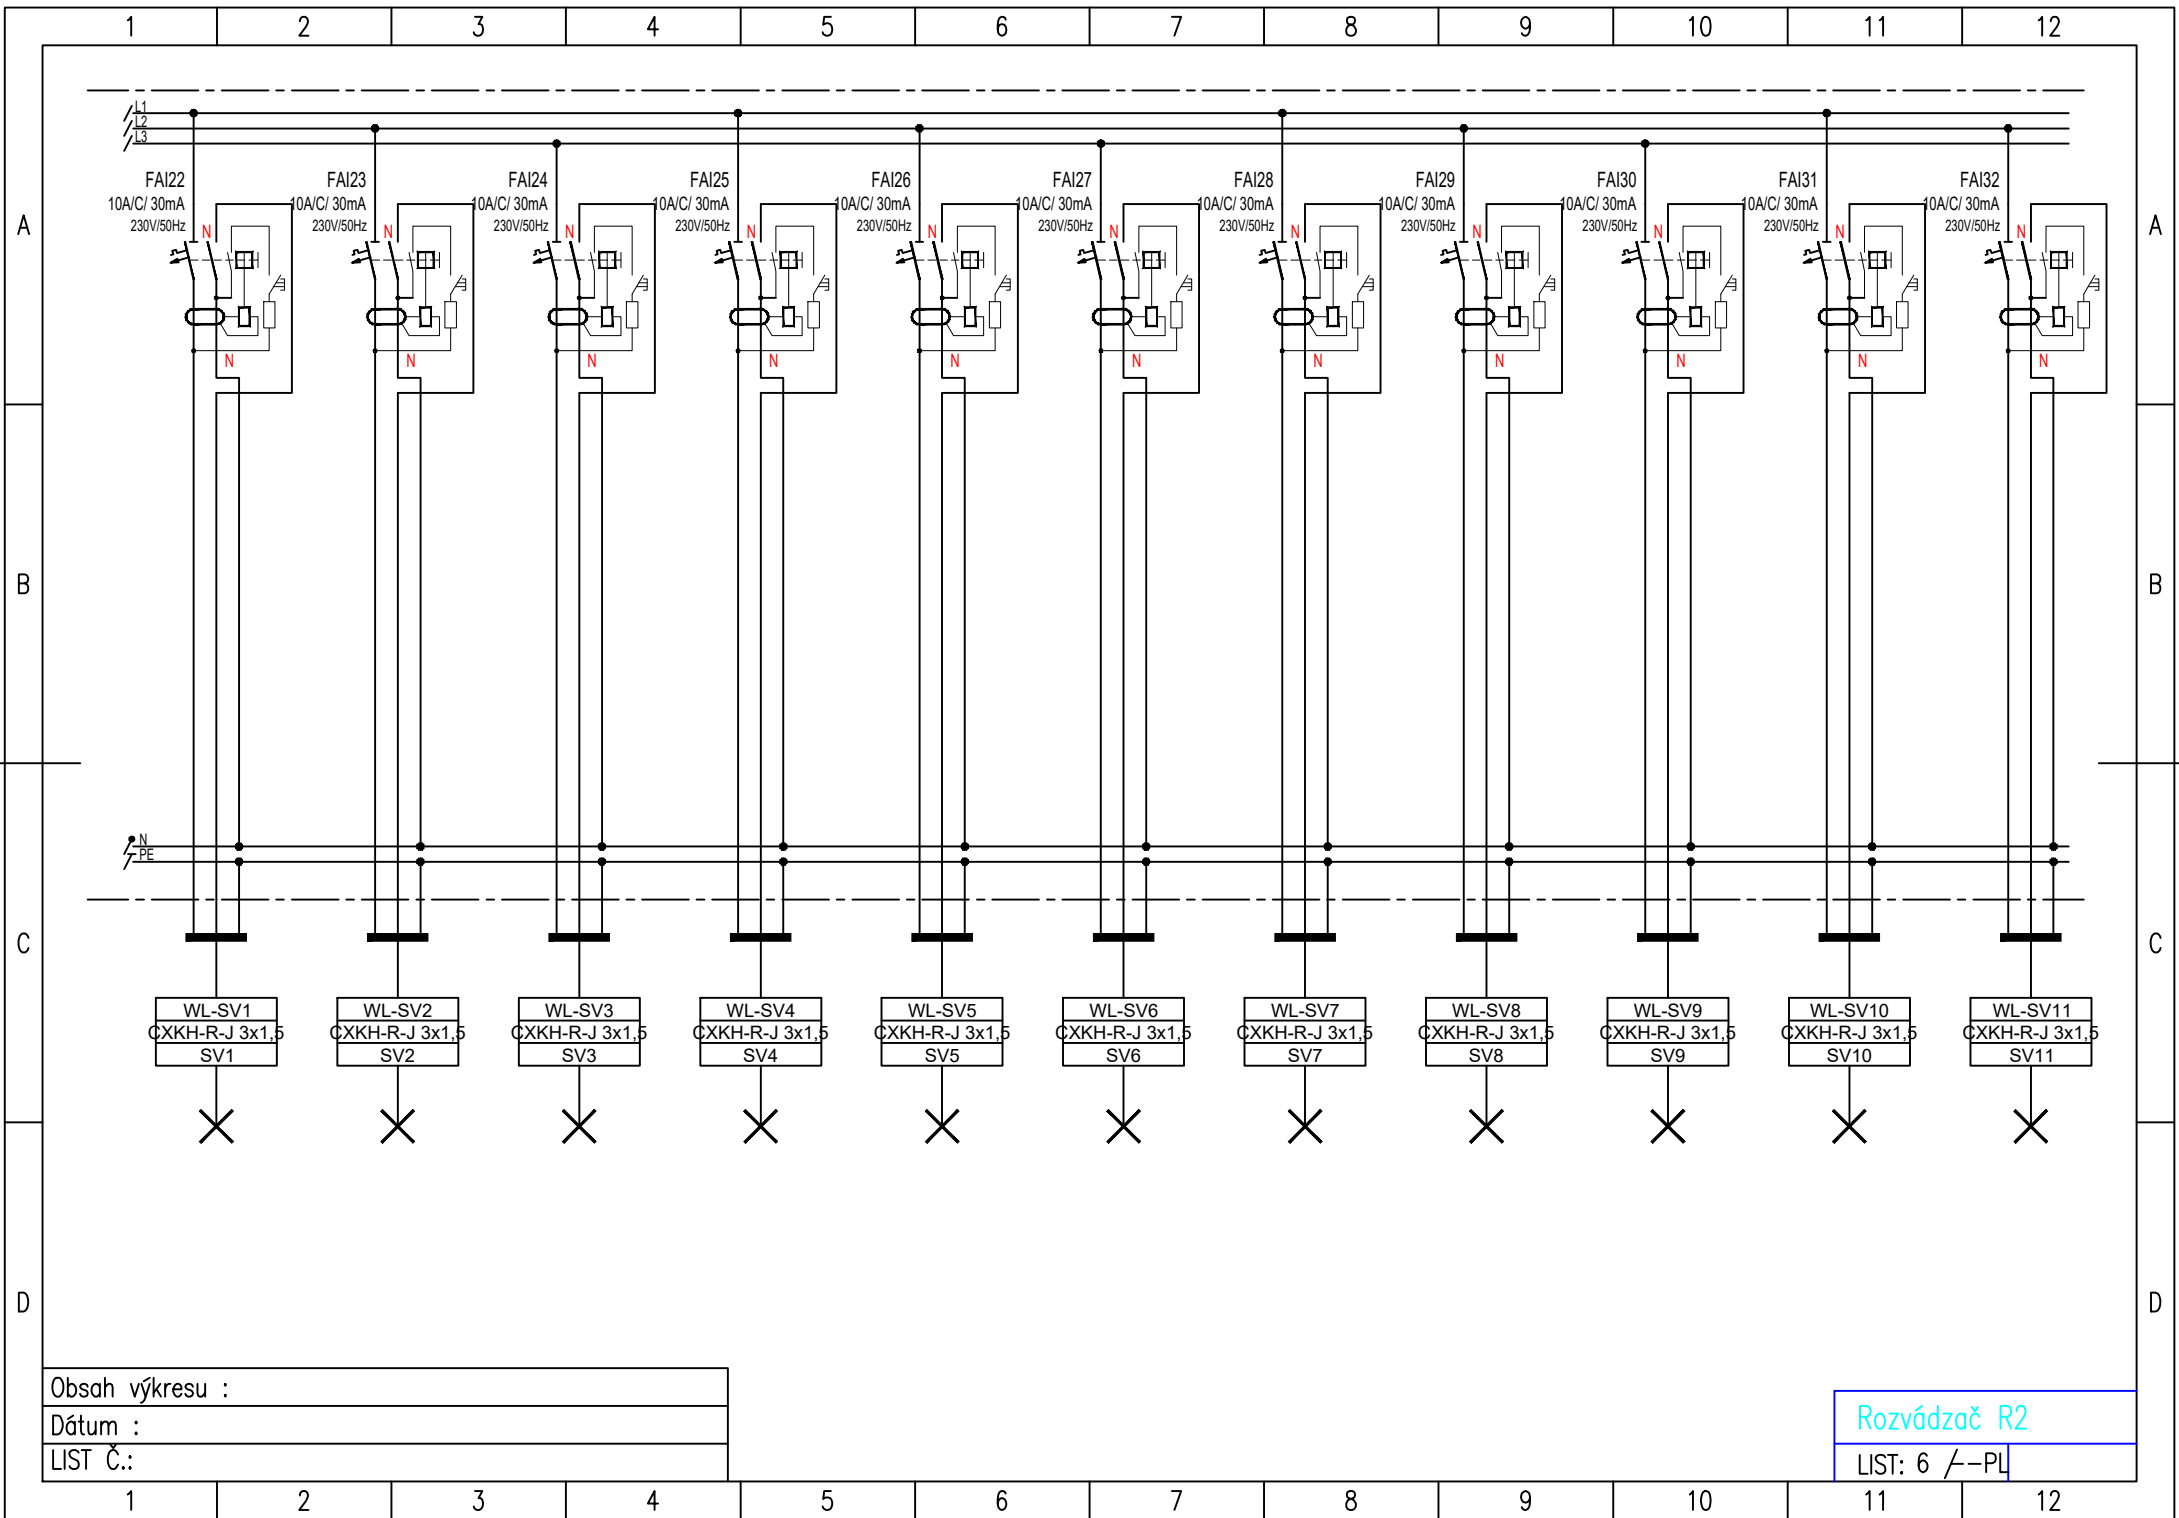 1 2 3 4 5 6 7 8 9 10 11 12
L1
L2
L3
FAI22 FAI23 FAI24 FAI25 FAI26 FAI27 FAI28 FAI29 FAI30 FAI31 FAI32
10A/C/ 30mA 10A/C/ 30mA 10A/C/ 30mA 10A/C/ 30mA 10A/C/ 30mA 10A/C/ 30mA 10A/C/ 30mA 10A/C/ 30mA 10A/C/ 30mA 10A/C/ 30mA 10A/C/ 30mA
A 230V/50Hz 230V/50Hz 230V/50Hz 230V/50Hz 230V/50Hz 230V/50Hz 230V/50Hz 230V/50Hz 230V/50Hz 230V/50Hz 230V/50Hz A
N N N N N N N N N N N
N N N N N N N N N N N
B B
N
PE
C C
WL-SV1 WL-SV2 WL-SV3 WL-SV4 WL-SV5 WL-SV6 WL-SV7 WL-SV8 WL-SV9 WL-SV10 WL-SV11
CXKH-R-J 3x1,5 CXKH-R-J 3x1,5 CXKH-R-J 3x1,5 CXKH-R-J 3x1,5 CXKH-R-J 3x1,5 CXKH-R-J 3x1,5 CXKH-R-J 3x1,5 CXKH-R-J 3x1,5 CXKH-R-J 3x1,5 CXKH-R-J 3x1,5 CXKH-R-J 3x1,5
SV1 SV2 SV3 SV4 SV5 SV6 SV7 SV8 SV9 SV10 SV11
D D
Obsah výkresu :
Dátum :
LIST Č.:
Rozvádzač R2
LIST: 6 /--PL
1 2 3 4 5 6 7 8 9 10 11 12